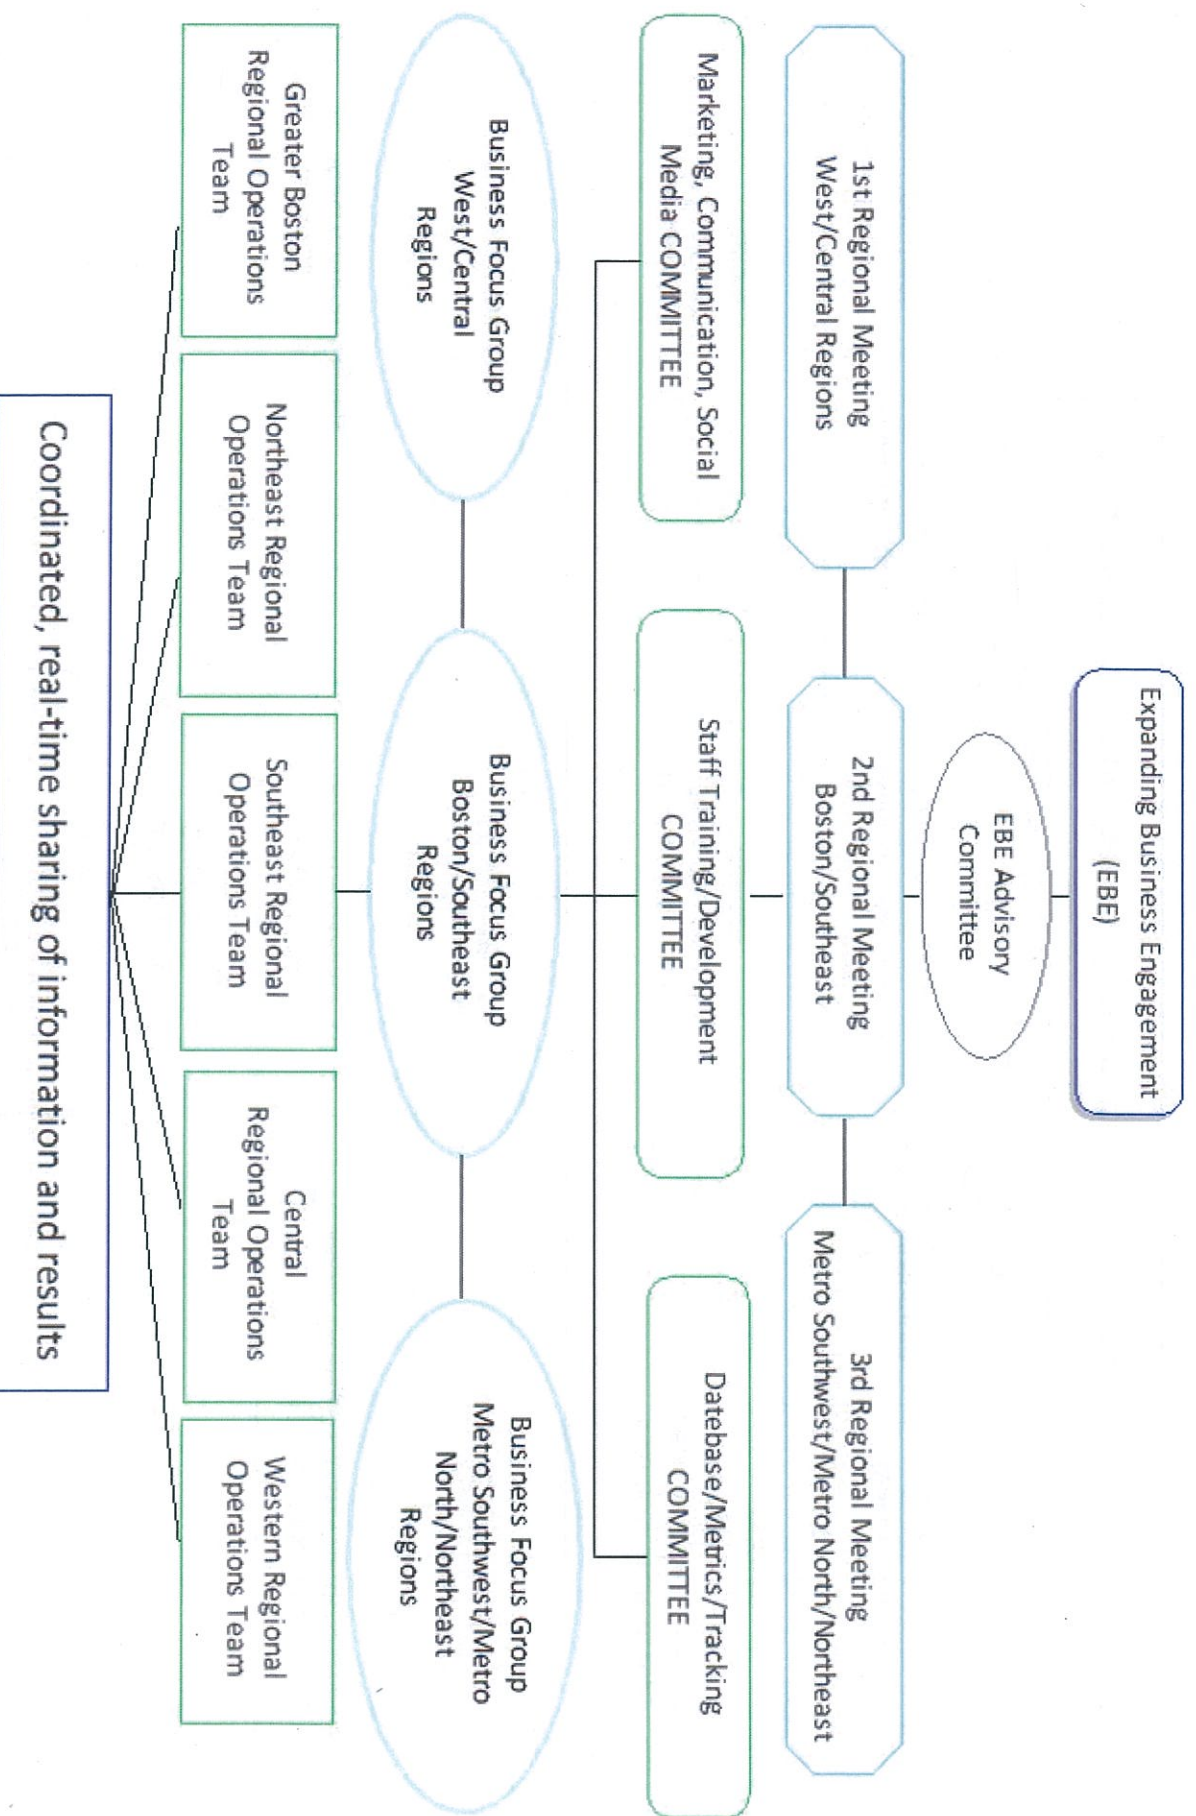 Expanding Business Engagement
(EBE)
EBE Advisory
Committee
1st Regional Meeting
West/Central Regions
2nd Regional Meeting
Boston/Southeast
3rd Regional Meeting
Metro Southwest/Metro North/Northeast
Marketing, Communication, Social
Media COMMITTEE
Staff Training/Development
COMMITTEE
Datebase/Metrics/Tracking
COMMITTEE
Business Focus Group
West/Central
Regions
Business Focus Group
Boston/Southeast
Regions
Business Focus Group
Metro Southwest/Metro
North/Northeast
Regions
Greater Boston
Regional Operations
Team
Northeast Regional
Operations Team
Southeast Regional
Operations Team
Central
Regional Operations
Team
Western Regional
Operations Team
Coordinated, real-time sharing of information and results